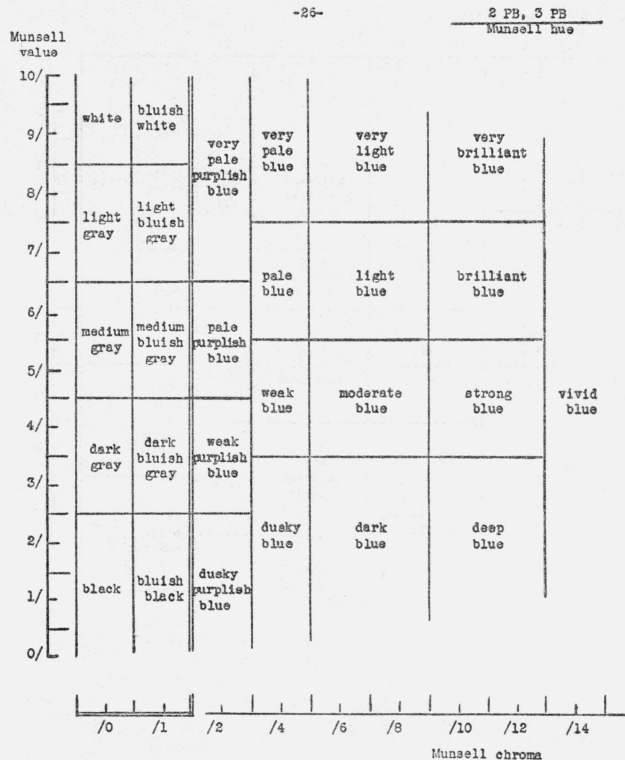 -26-
2 PB, 3 PB
Munsell hue
Munsell
value
10/
9/
8/
7/
6/
5/
4/
3/
2/
1/
0/
white
bluish
white
very
pale
purplish
blue
very
pale
blue
very
light
blue
very
brilliant
blue
light
gray
light
bluish
gray
pale
blue
light
blue
brilliant
blue
medium
gray
medium
bluish
gray
pale
purplish
blue
weak
blue
moderate
blue
strong
blue
vivid
blue
dark
gray
dark
bluish
gray
weak
purplish
blue
dusky
blue
dark
blue
deep
blue
black
bluish
black
dusky
purplish
blue
/0
/1
/2
/4
/6
/8
/10
/12
/14
Munsell chroma